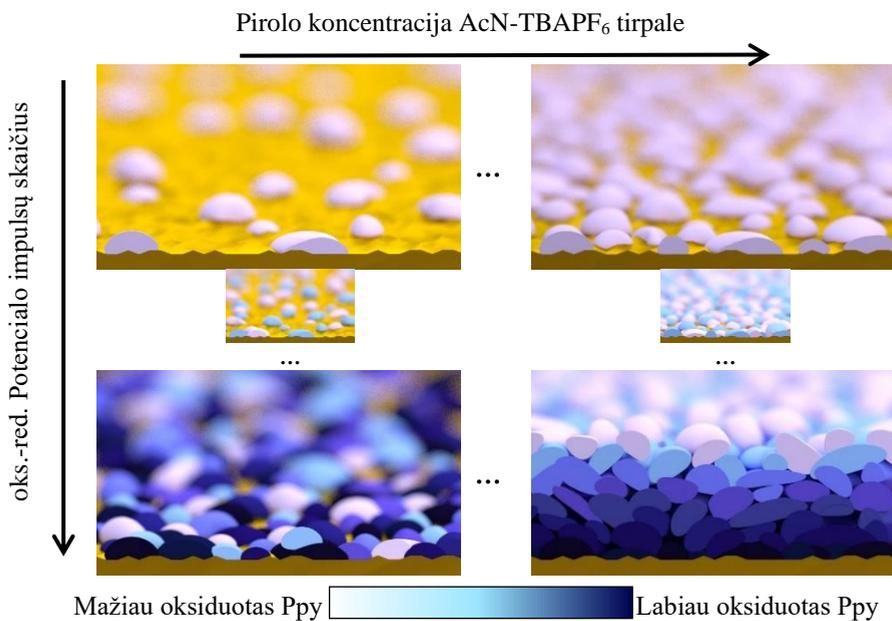 Pirolo koncentracija AcN-TBAPF₆ tirpale
oks.-red. Potencialo impulsų skaičius
...
...
...
...
Mažiau oksiduotas Ppy
Labiau oksiduotas Ppy